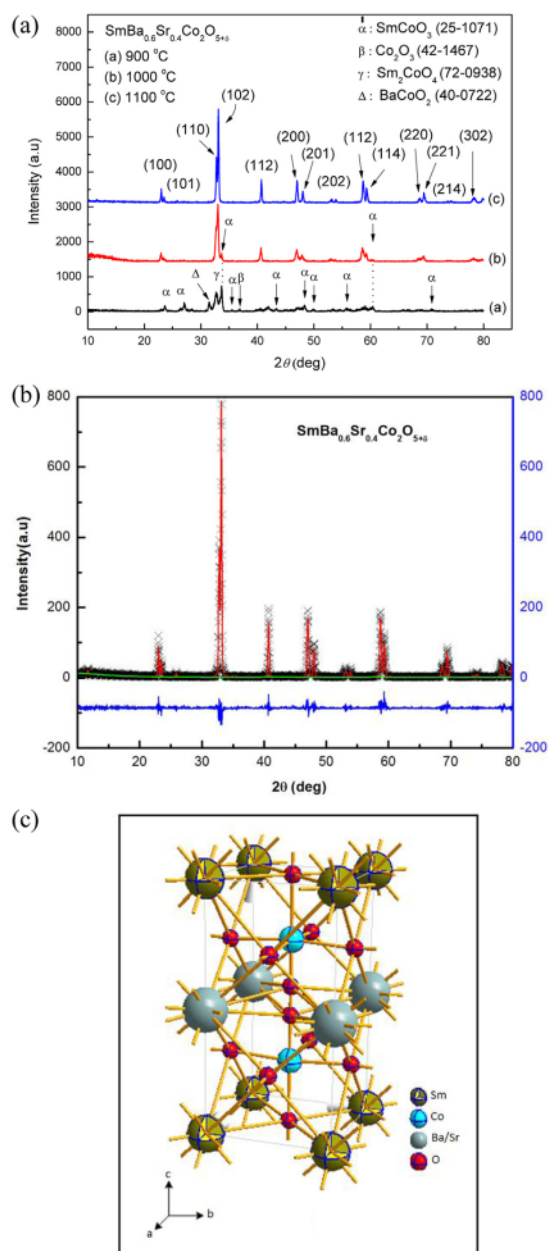 (a)
SmBa0.6Sr0.4Co2O5+δ
(a) 900 °C
(b) 1000 °C
(c) 1100 °C
α : SmCoO3 (25-1071)
β : Co2O3 (42-1467)
γ : Sm2CoO4 (72-0938)
Δ : BaCoO2 (40-0722)
8000
7000
6000
5000
4000
3000
2000
1000
0
Intensity (a.u)
(100)
(101)
(110)
(102)
(112)
(200)
(201)
(202)
(112)
(114)
(220)
(221)
(214)
(302)
(c)
α
α
(b)
α
α
Δ
γ
α
β
α
α
α
α
α
(a)
10 20 30 40 50 60 70 80
2θ (deg)
(b)
SmBa0.6Sr0.4Co2O5+δ
800
600
400
200
0
-200
Intensity(a.u)
800
600
400
200
0
-200
10 20 30 40 50 60 70 80
2θ (deg)
(c)
Sm
Co
Ba/Sr
O
c
b
a